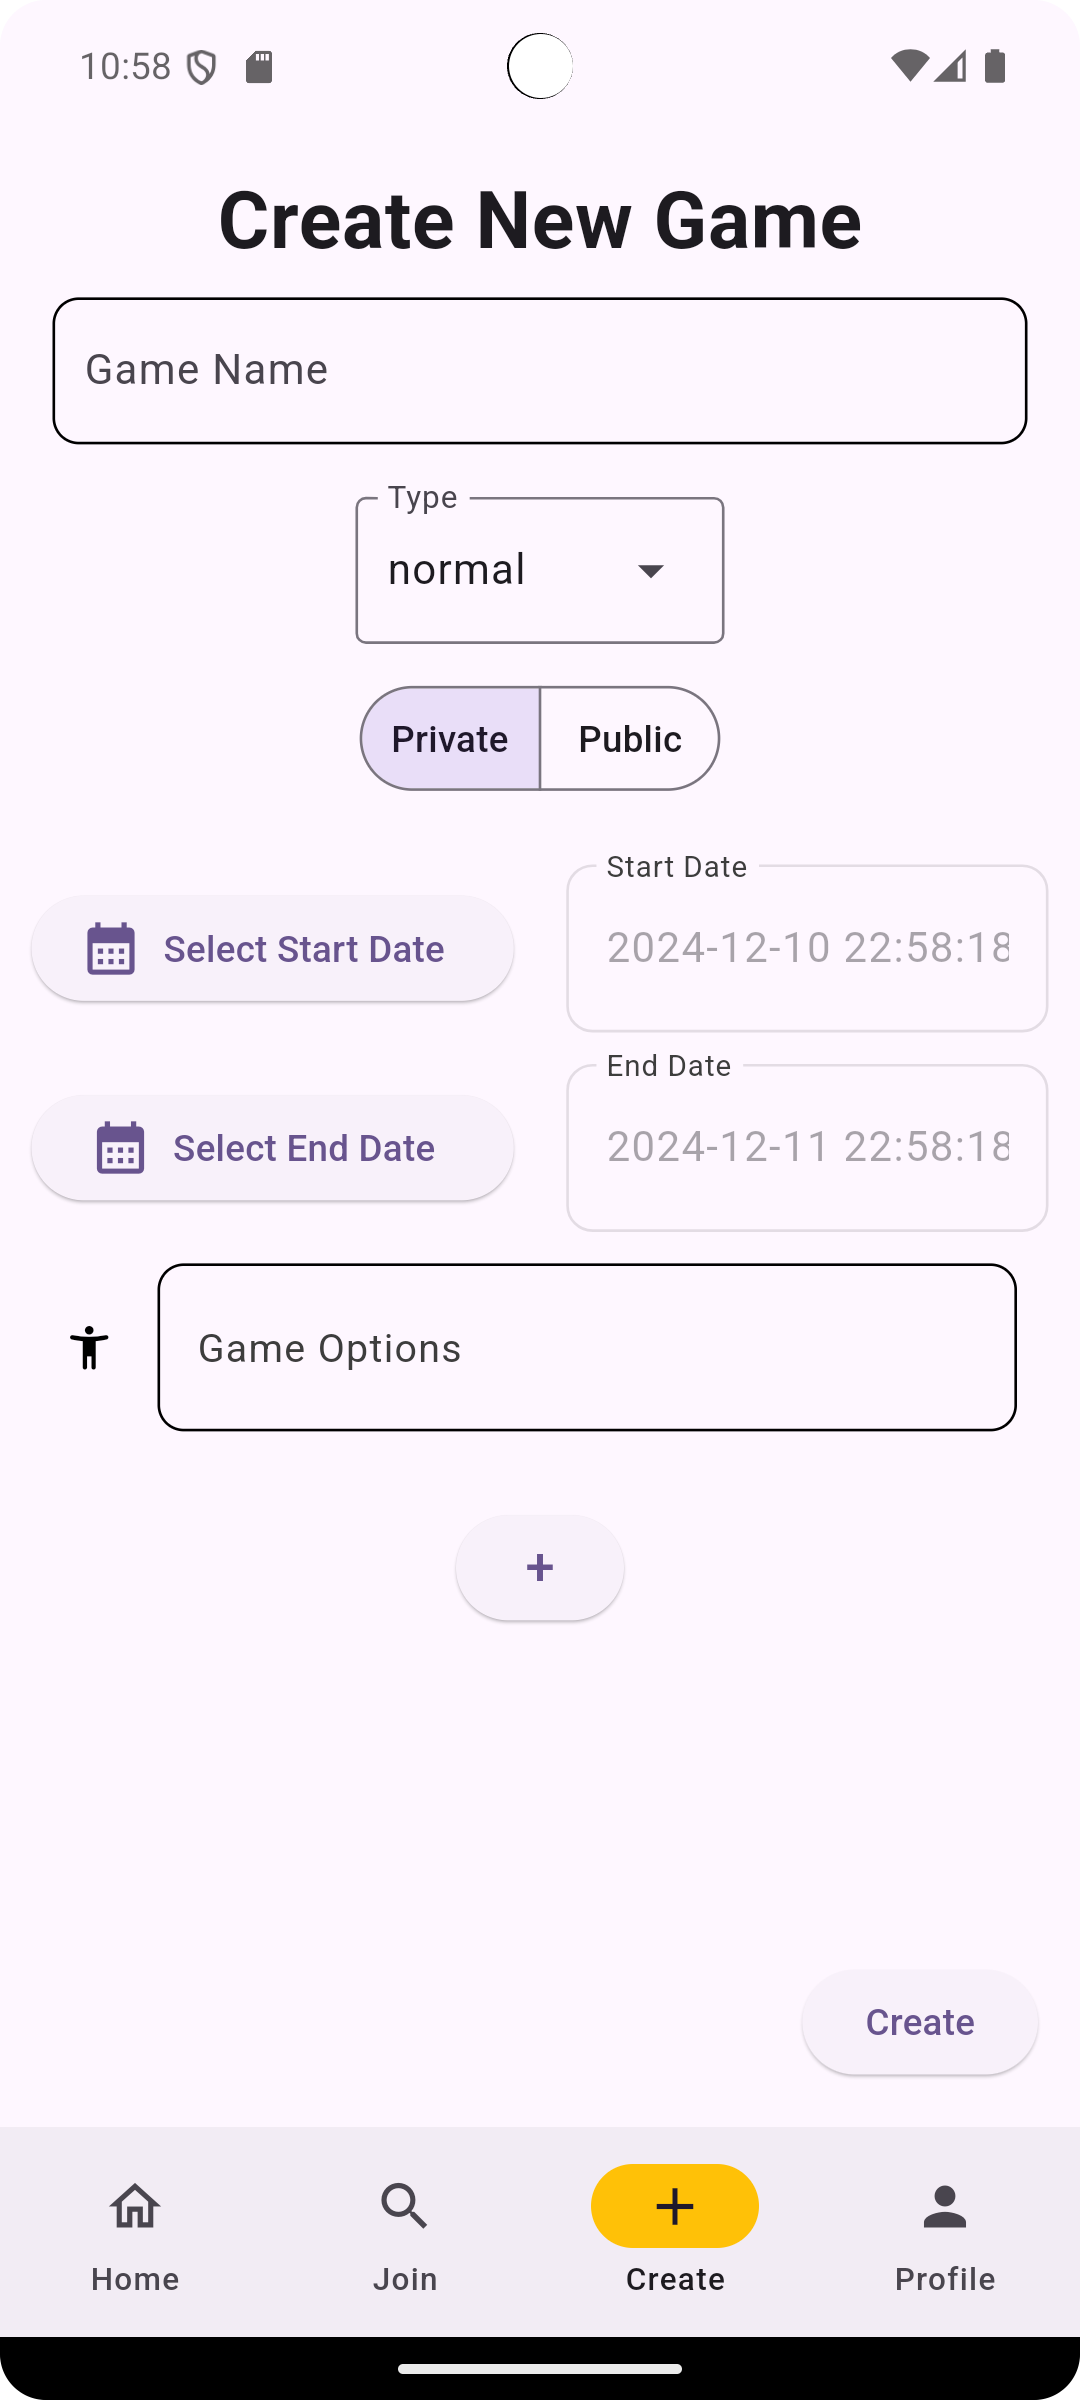 10:58
Create New Game
Game Name
Type
normal
Private Public
Start Date
Select Start Date 2024-12-10 22:58:18
End Date
Select End Date 2024-12-11 22:58:18
Game Options
+
Create
Home Join Create Profile